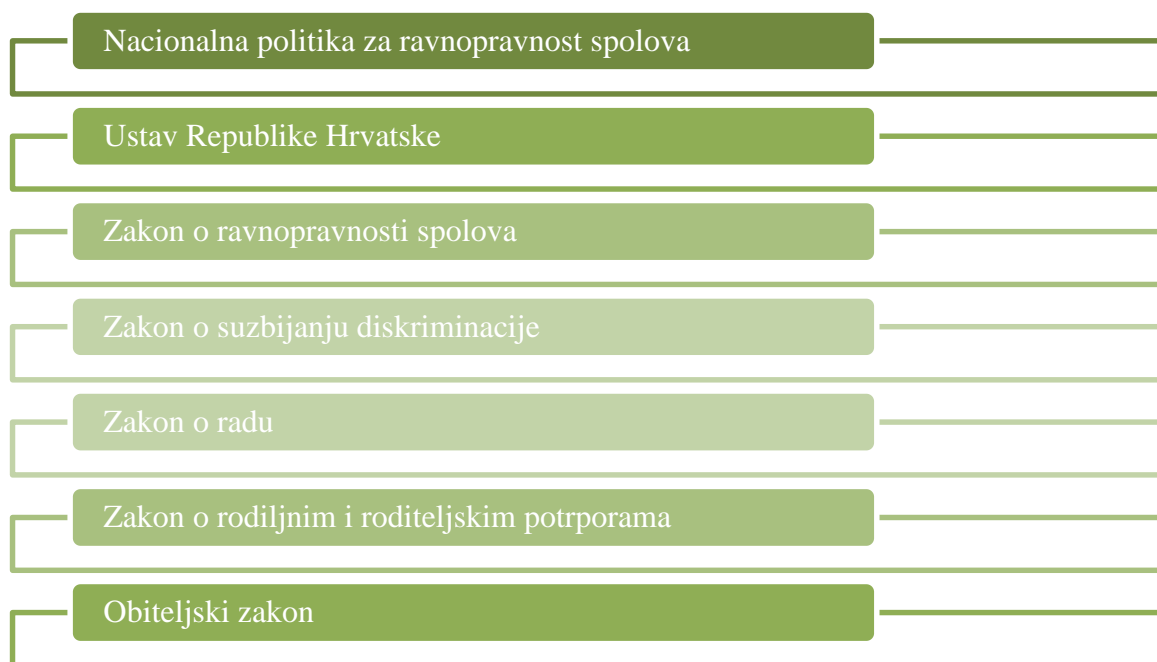 Nacionalna politika za ravnopravnost spolova
Ustav Republike Hrvatske
Zakon o ravnopravnosti spolova
Zakon o suzbijanju diskriminacije
Zakon o radu
Zakon o rodiljnim i roditeljskim potrporama
Obiteljski zakon